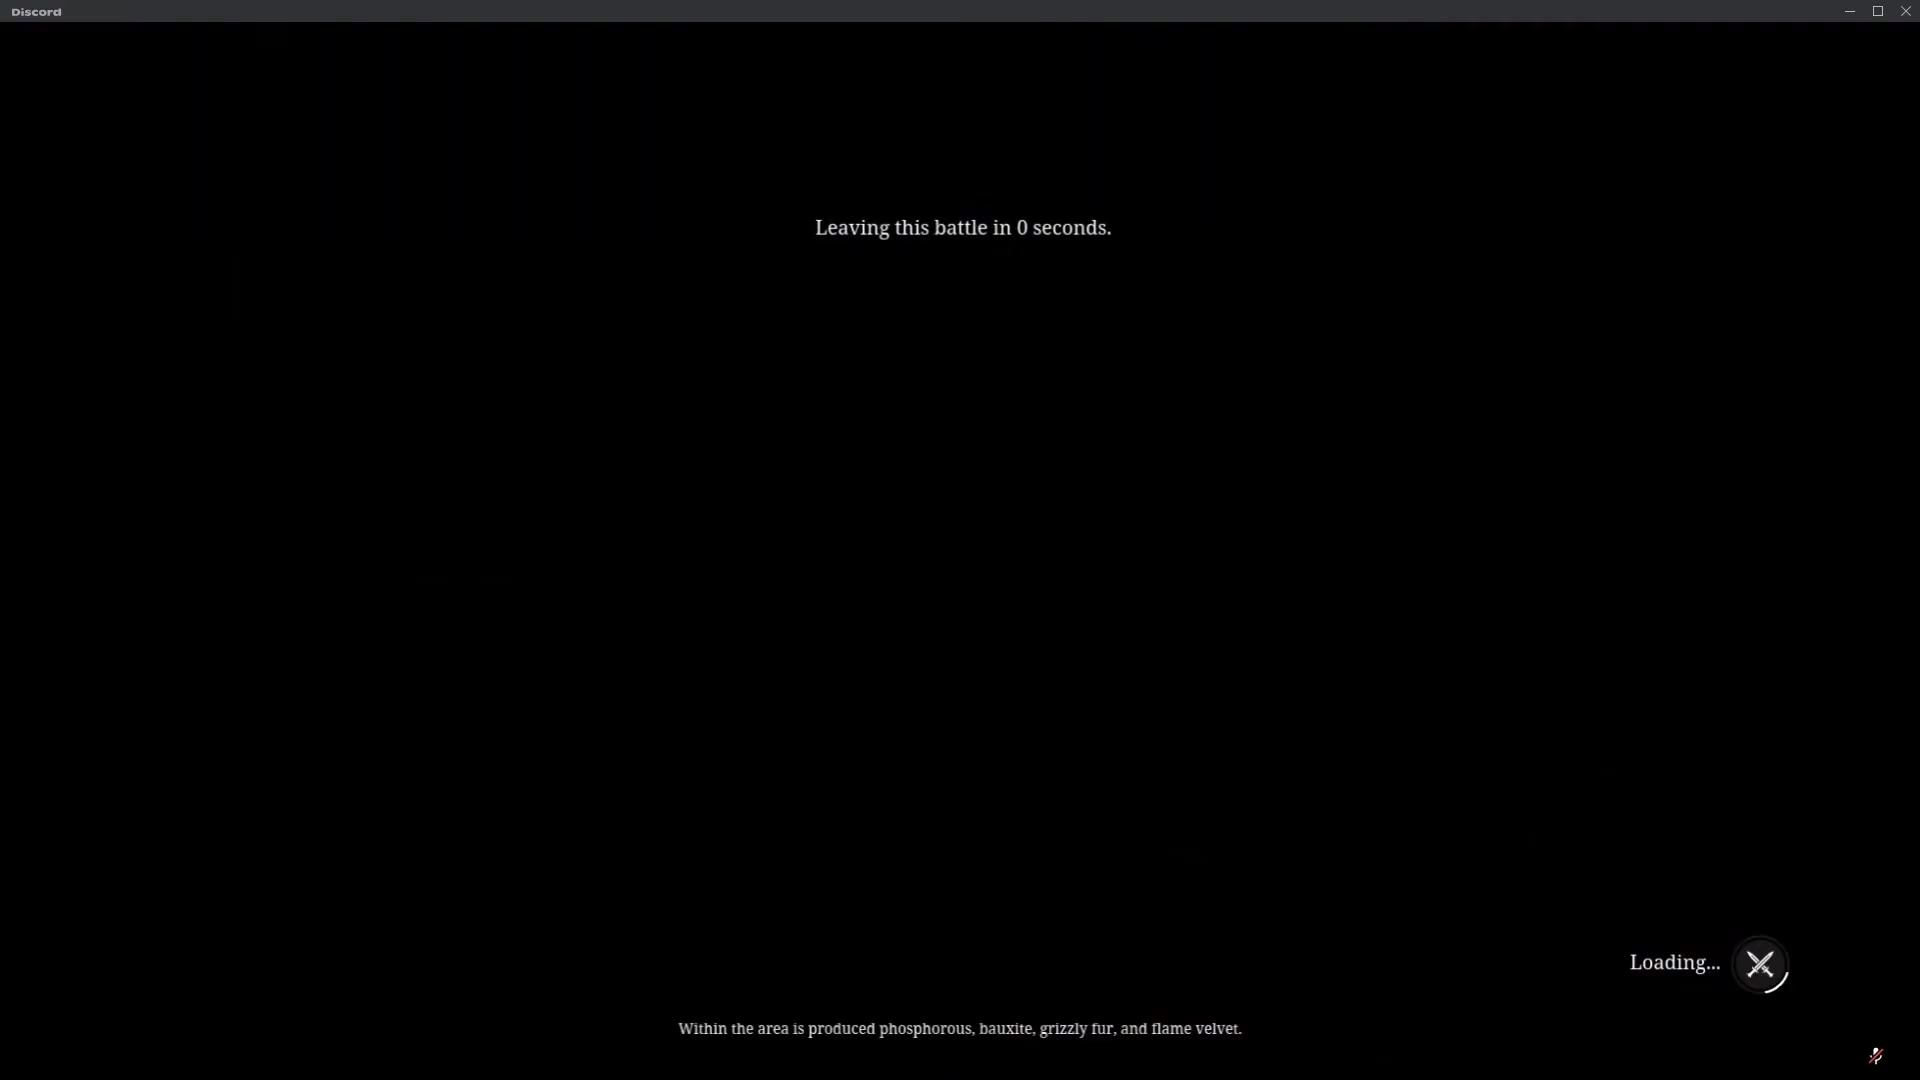 Discord
Leaving this battle in 0 seconds.
Loading...
Within the area is produced phosphorous, bauxite, grizzly fur, and flame velvet.